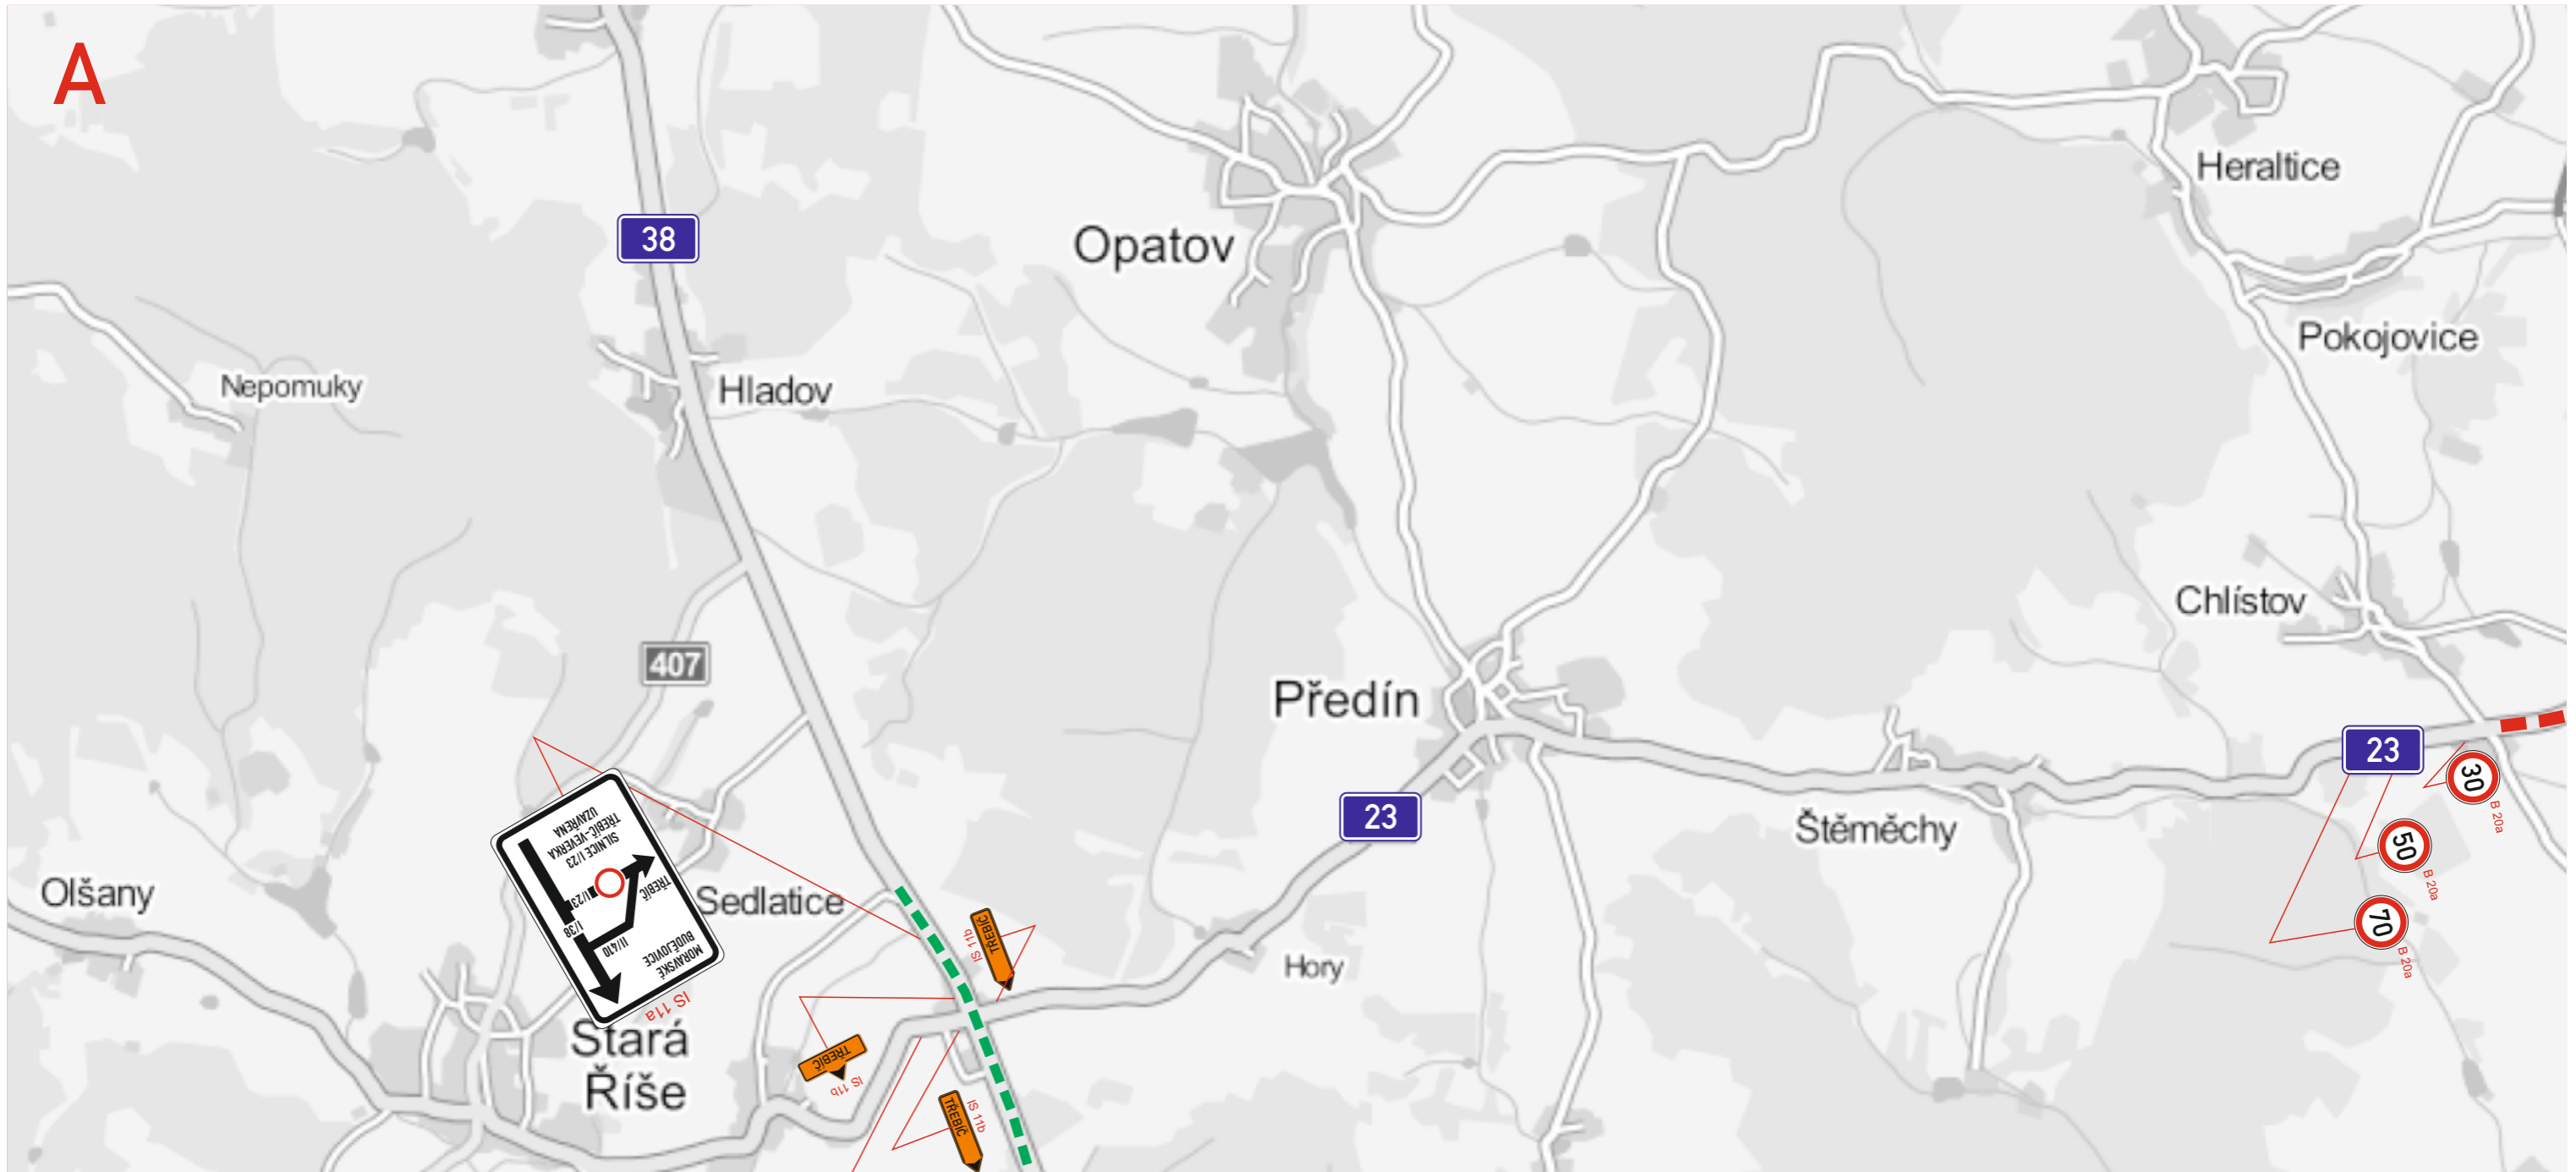 A
38
Opatov
Heraltice
Pokojovice
Nepomuky
Hladov
Chlístov
407
Předín
23
30
B 20a
23
Štěměchy
50
B 20a
70
B 20a
Olšany
SILNICE I/23
TŘEBÍČ-VEVERKA
UZAVŘENA
I/23
I/38
TŘEBÍČ
II/410
MORAVSKÉ
BUDĚJOVICE
IS 11a
Sedlatice
TŘEBÍČ
IS 11b
Hory
Stará
Říše
TŘEBÍČ
IS 11b
TŘEBÍČ
IS 11b